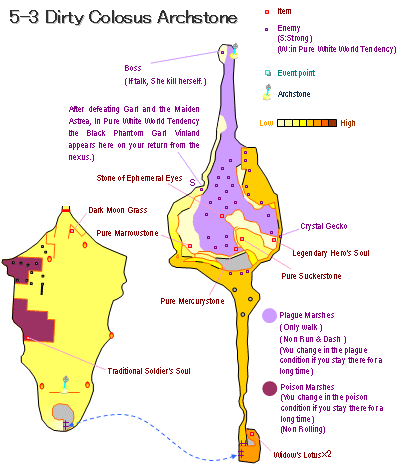 5-3 Dirty Colosus Archstone
Item
Enemy
(S:Strong)
(W:in Pure White World Tendency)
Event point
Archstone
Low
High
Boss
(If talk, She kill herself.)
After defeating Garl and the Maiden
Astrea, in Pure White World Tendency
the Black Phantom Garl Vinland
appears here on your return from the
nexus.)
S
Stone of Ephemeral Eyes
Dark Moon Grass
Pure Marrowstone
Crystal Gecko
Legendary Hero's Soul
Pure Suckerstone
Pure Mercurystone
Plague Marshes
( Only walk )
( Non Run & Dash )
(You change in the plague
condition if you stay there for a
long time)
Poison Marshes
(You change in the poison
condition if you stay there for a
long time)
(Non Rolling)
Traditional Soldier's Soul
Widow's Lotus×2